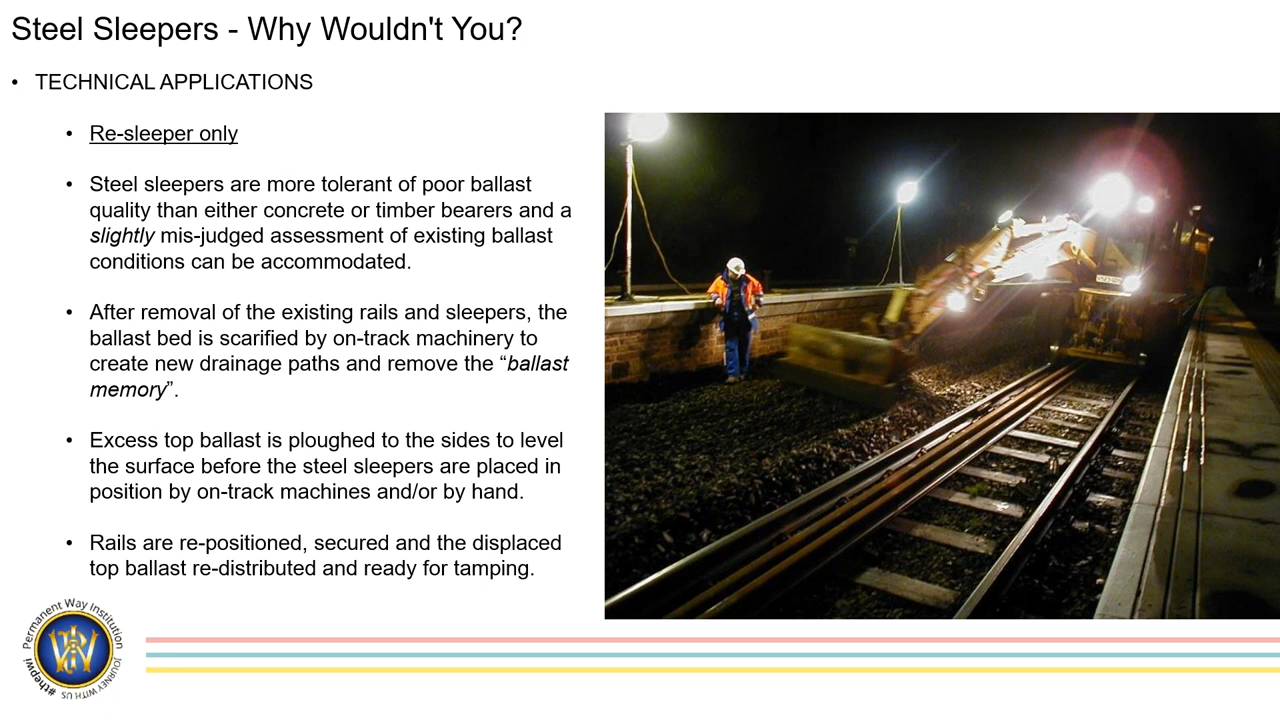 Steel Sleepers - Why Wouldn't You?
• TECHNICAL APPLICATIONS
• Re-sleeper only
• Steel sleepers are more tolerant of poor ballast
quality than either concrete or timber bearers and a
slightly mis-judged assessment of existing ballast
conditions can be accommodated.
• After removal of the existing rails and sleepers, the
ballast bed is scarified by on-track machinery to
create new drainage paths and remove the “ballast
memory”.
• Excess top ballast is ploughed to the sides to level
the surface before the steel sleepers are placed in
position by on-track machines and/or by hand.
• Rails are re-positioned, secured and the displaced
top ballast re-distributed and ready for tamping.
Permanent Way Institution
JOURNEY WITH US
#thepwi